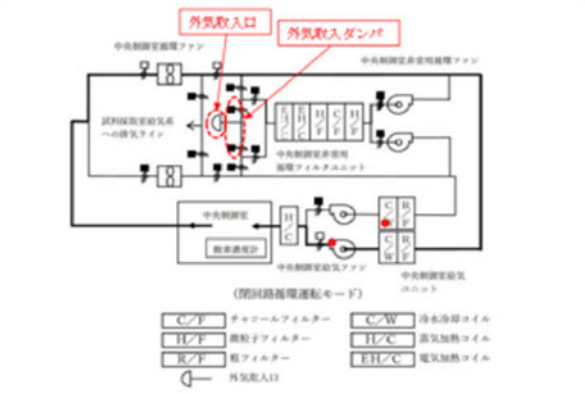 外気取入口
外気取入ダンパ
中央制御室循環ファン
中央制御室非常用循環ファン
試料採取室給気系
への排気ライン
EH/C
EH/C
H/F
C/F
H/F
中央制御室非常用
循環フィルタユニット
中央制御室
酸素濃度計
H/C
R/F
C/W
R/F
中央制御室給気ファン
中央制御室給気
ユニット
(閉回路循環運転モード)
C/F チャコールフィルター
H/F 微粒子フィルター
R/F 粗フィルター
外気取入口
C/W 冷水冷却コイル
H/C 蒸気加熱コイル
EH/C 電気加熱コイル